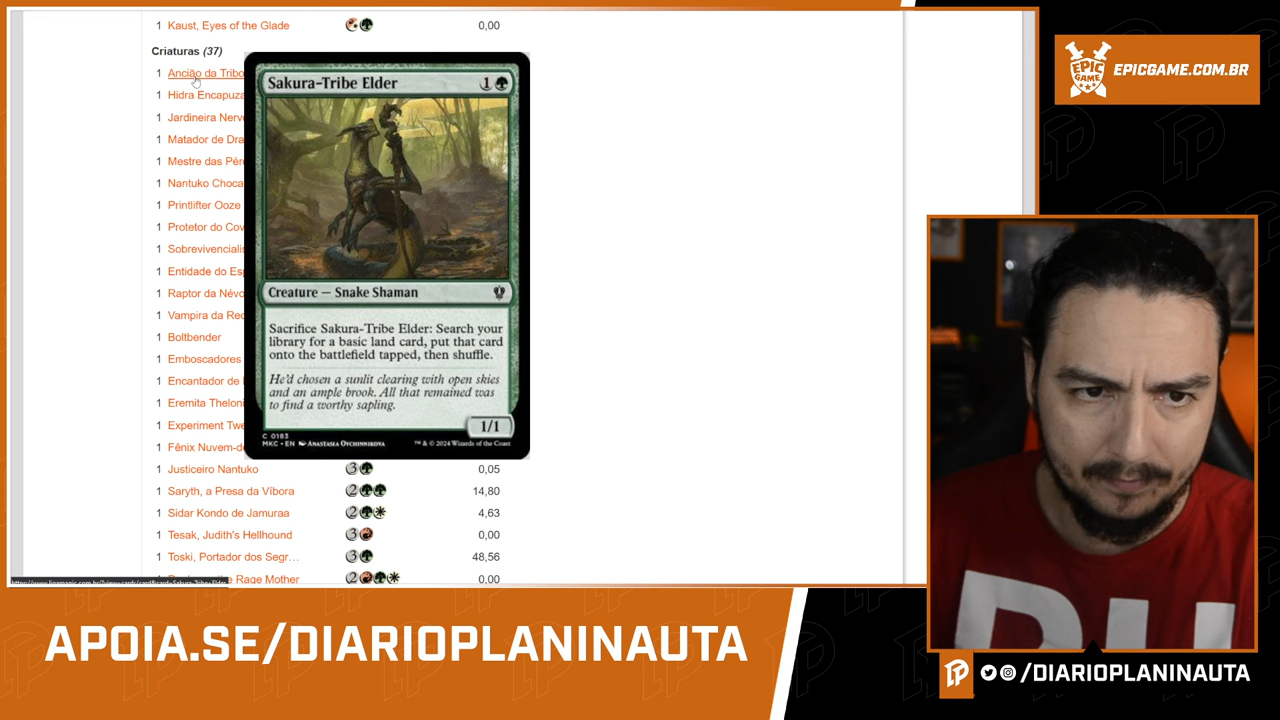 1 Kaust, Eyes of the Glade 0,00
Criaturas (37)
1 Ancião da Tribo
1 Hidra Encapuza
1 Jardineira Nerv
1 Matador de Dra
1 Mestre das Pér
1 Nantuko Choca
1 Printlifter Ooze
1 Protetor do Cov
1 Sobrevivencialis
1 Entidade do Es
1 Raptor da Névo
1 Vampira da Rec
1 Boltbender
1 Emboscadores
1 Encantador de
1 Eremita Theloni
1 Experiment Twe
1 Fênix Nuvem-d
1 Justiceiro Nantuko 3 0,05
1 Saryth, a Presa da Víbora 2 14,80
1 Sidar Kondo de Jamuraa 2 4,63
1 Tesak, Judith's Hellhound 3 0,00
1 Toski, Portador dos Segr... 3 48,56
Rage Mother 2 0,00
Sakura-Tribe Elder 1
Creature — Snake Shaman
Sacrifice Sakura-Tribe Elder: Search your
library for a basic land card, put that card
onto the battlefield tapped, then shuffle.
He'd chosen a sunlit clearing with open skies
and an ample brook. All that remained was
to find a worthy sapling.
1/1
C 0183
MKC • EN Anastasia Ovchinnikova
™ & © 2024 Wizards of the Coast
EPIC GAME
EPICGAME.COM.BR
APOIA.SE/DIARIOPLANINAUTA
/DIARIOPLANINAUTA